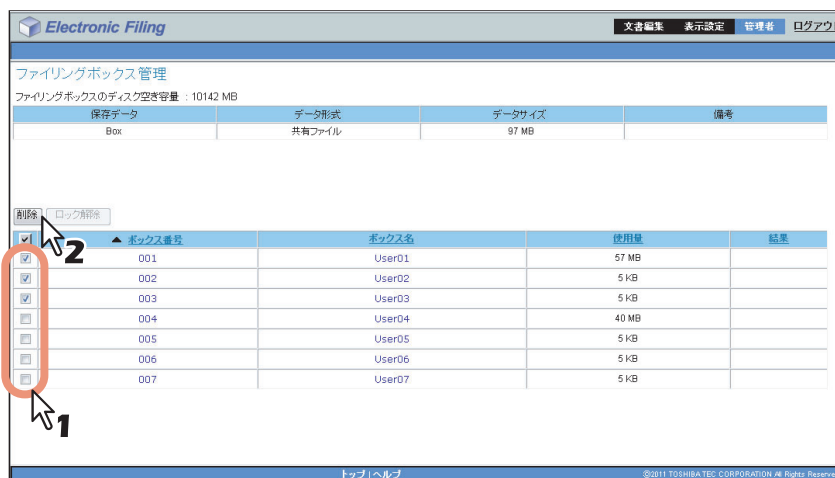 Electronic Filing 文書編集 表示設定 管理者 ログアウ
ファイリングボックス管理
ファイリングボックスのディスク空き容量 : 10142 MB
保存データ データ形式 データサイズ 備考
Box 共有ファイル 97 MB
削除 ロック解除
2
▲ ボックス番号 ボックス名 使用量 結果
001 User01 57 MB
002 User02 5 KB
003 User03 5 KB
004 User04 40 MB
005 User05 5 KB
006 User06 5 KB
007 User07 5 KB
1
トップ | ヘルプ ©2011 TOSHIBA TEC CORPORATION All Rights Reserve